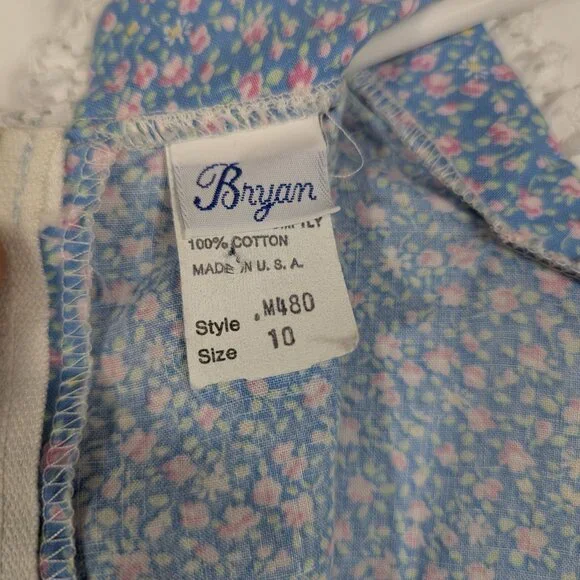 Bryan
100% COTTON
MADE IN U. S. A.
Style .M480
Size 10